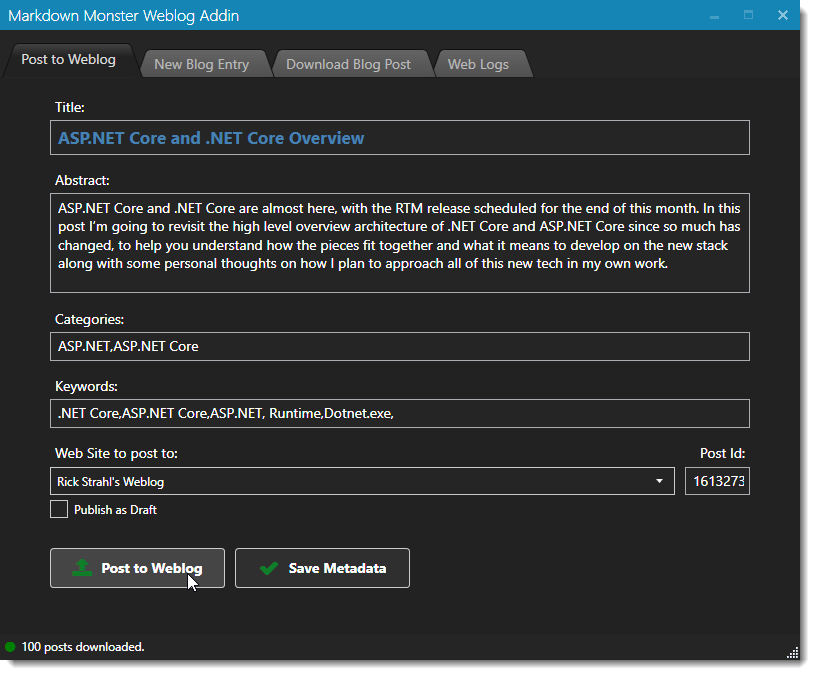 Markdown Monster Weblog Addin
Post to Weblog
New Blog Entry
Download Blog Post
Web Logs
Title:
ASP.NET Core and .NET Core Overview
Abstract:
ASP.NET Core and .NET Core are almost here, with the RTM release scheduled for the end of this month. In this
post I’m going to revisit the high level overview architecture of .NET Core and ASP.NET Core since so much has
changed, to help you understand how the pieces fit together and what it means to develop on the new stack
along with some personal thoughts on how I plan to approach all of this new tech in my own work.
Categories:
ASP.NET,ASP.NET Core
Keywords:
.NET Core,ASP.NET Core,ASP.NET, Runtime,Dotnet.exe,
Web Site to post to:
Post Id:
Rick Strahl's Weblog
1613273
Publish as Draft
Post to Weblog
Save Metadata
100 posts downloaded.